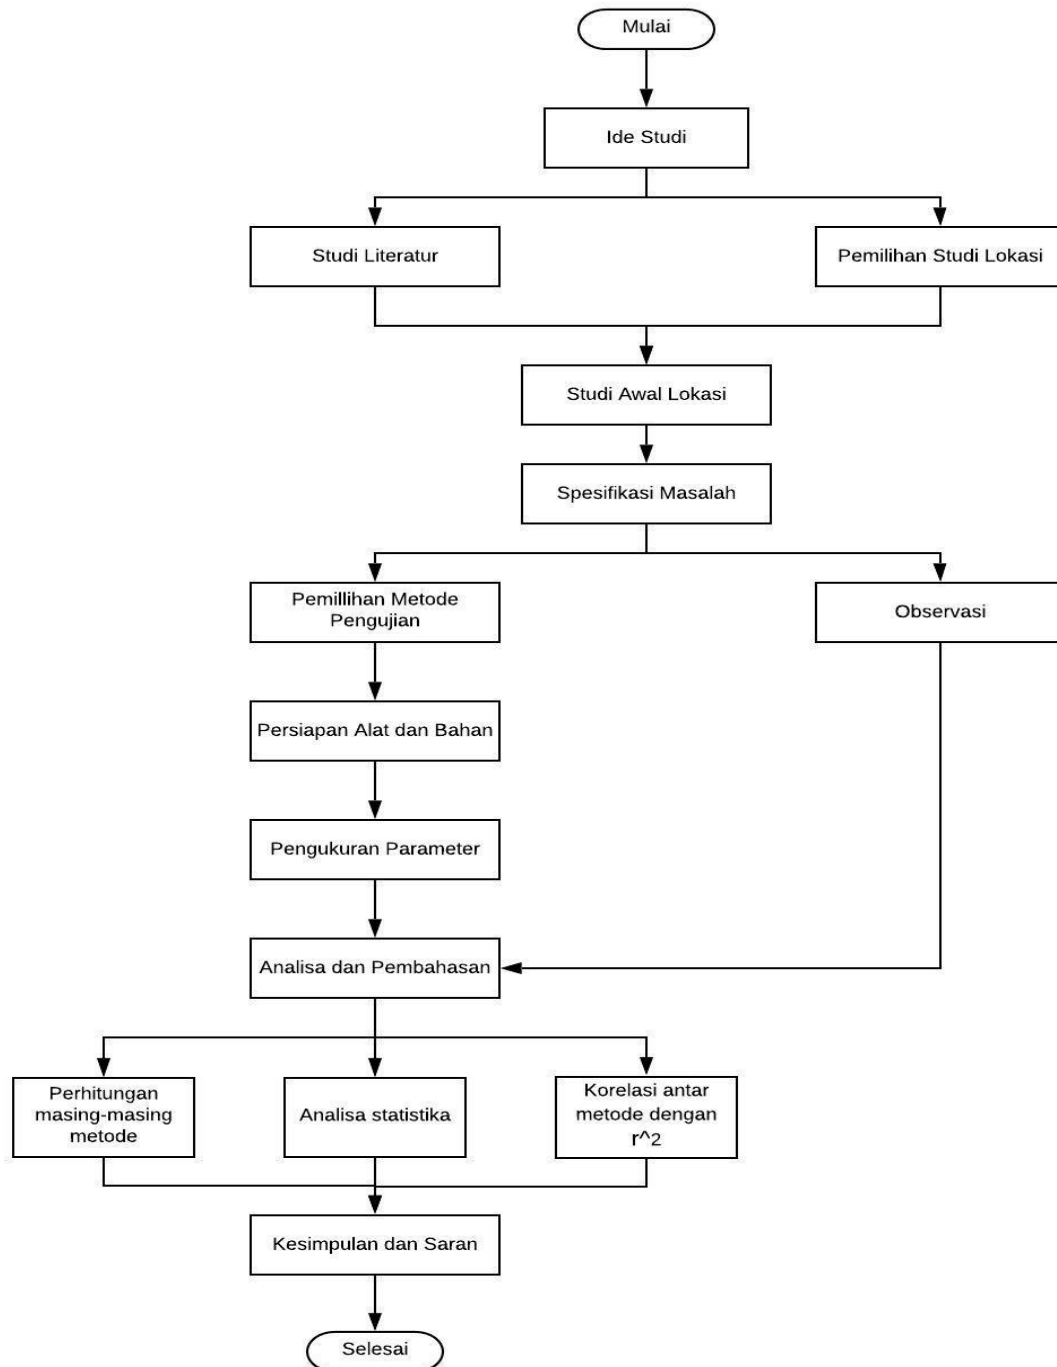 Mulai
Ide Studi
Studi Literatur
Pemilihan Studi Lokasi
Studi Awal Lokasi
Spesifikasi Masalah
Pemillihan Metode
Pengujian
Observasi
Persiapan Alat dan Bahan
Pengukuran Parameter
Analisa dan Pembahasan
Perhitungan
masing-masing
metode
Analisa statistika
Korelasi antar
metode dengan
r^2
Kesimpulan dan Saran
Selesai